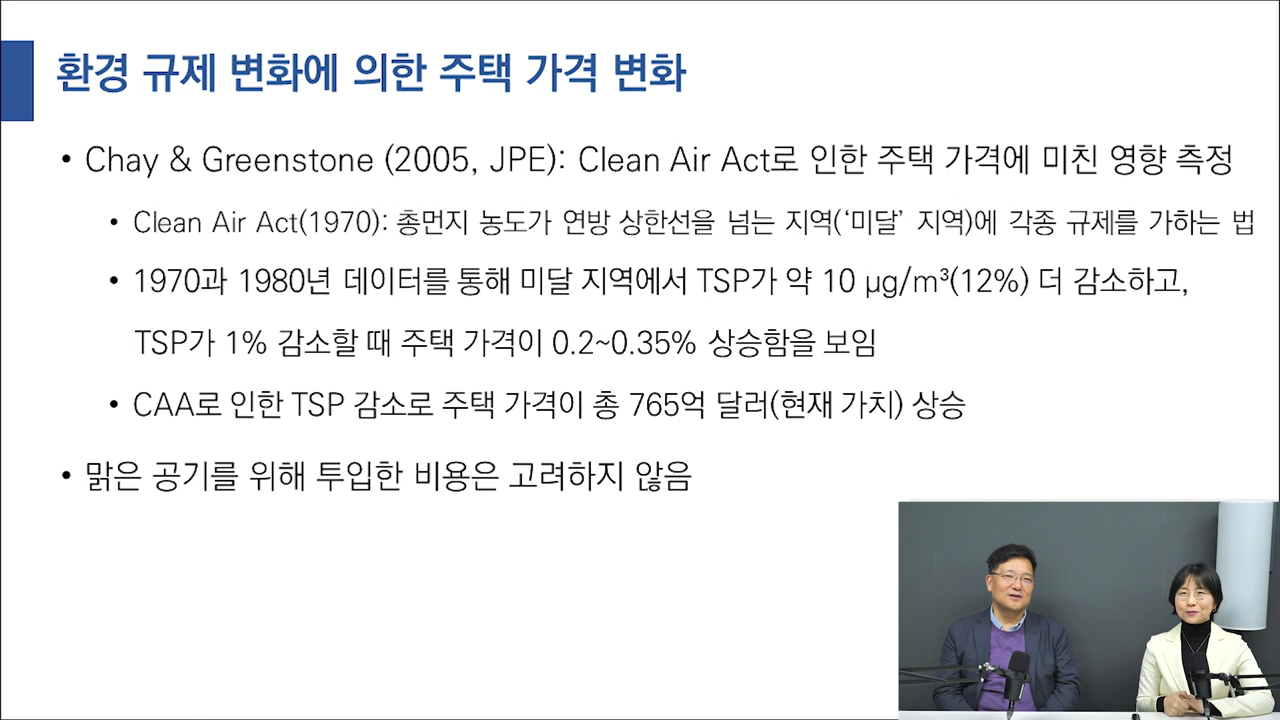 환경 규제 변화에 의한 주택 가격 변화
• Chay & Greenstone (2005, JPE): Clean Air Act로 인한 주택 가격에 미친 영향 측정
• Clean Air Act(1970): 총먼지 농도가 연방 상한선을 넘는 지역(‘미달’ 지역)에 각종 규제를 가하는 법
• 1970과 1980년 데이터를 통해 미달 지역에서 TSP가 약 10 µg/m³(12%) 더 감소하고,
TSP가 1% 감소할 때 주택 가격이 0.2~0.35% 상승함을 보임
• CAA로 인한 TSP 감소로 주택 가격이 총 765억 달러(현재 가치) 상승
• 맑은 공기를 위해 투입한 비용은 고려하지 않음